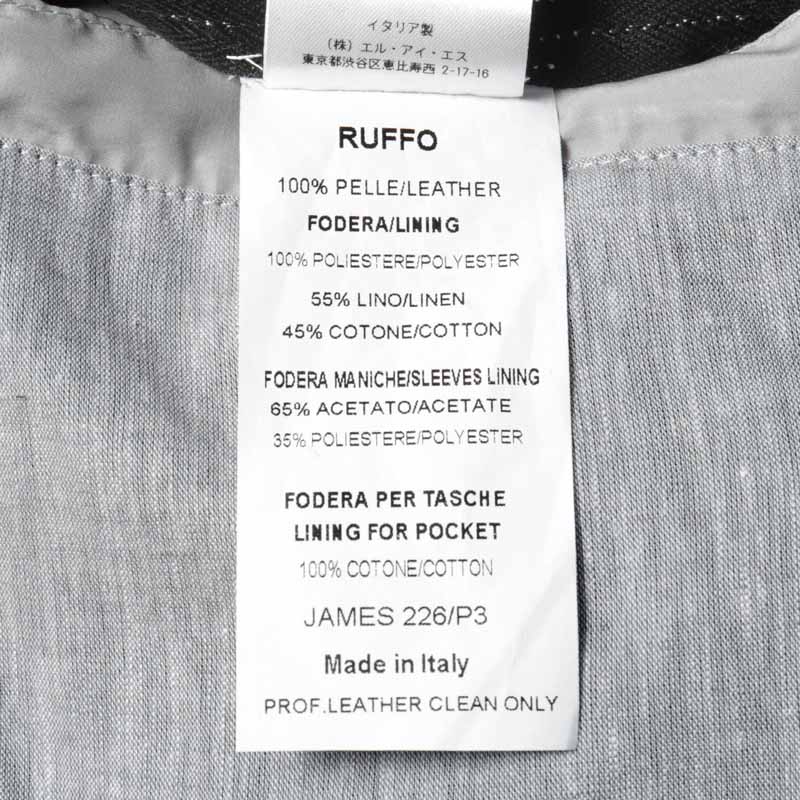 イタリア製
(株) エル・アイ・エス
東京都渋谷区恵比寿西 2-17-16
RUFFO
100% PELLE/LEATHER
FODERA/LINING
100% POLIESTERE/POLYESTER
55% LINO/LINEN
45% COTONE/COTTON
FODERA MANICHE/SLEEVES LINING
65% ACETATO/ACETATE
35% POLIESTERE/POLYESTER
FODERA PER TASCHE
LINING FOR POCKET
100% COTONE/COTTON
JAMES 226/P3
Made in Italy
PROF.LEATHER CLEAN ONLY